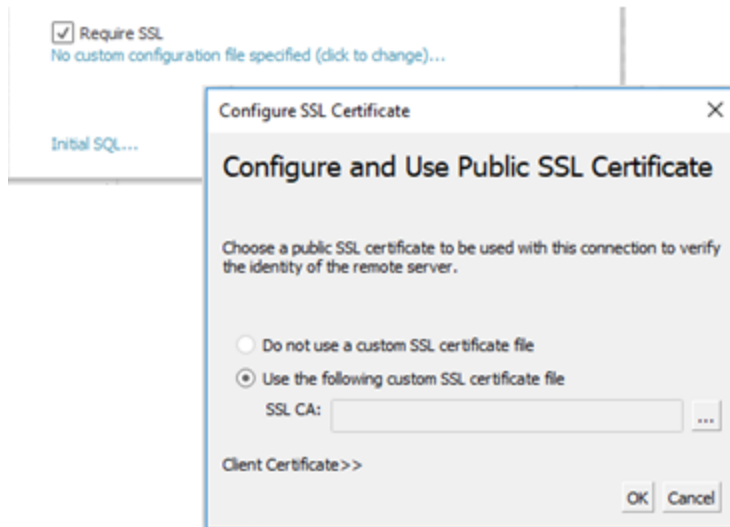 Require SSL
No custom configuration file specified (click to change)...
Initial SQL...
Configure SSL Certificate
Configure and Use Public SSL Certificate
Choose a public SSL certificate to be used with this connection to verify
the identity of the remote server.
Do not use a custom SSL certificate file
Use the following custom SSL certificate file
SSL CA:
...
Client Certificate>>
OK Cancel